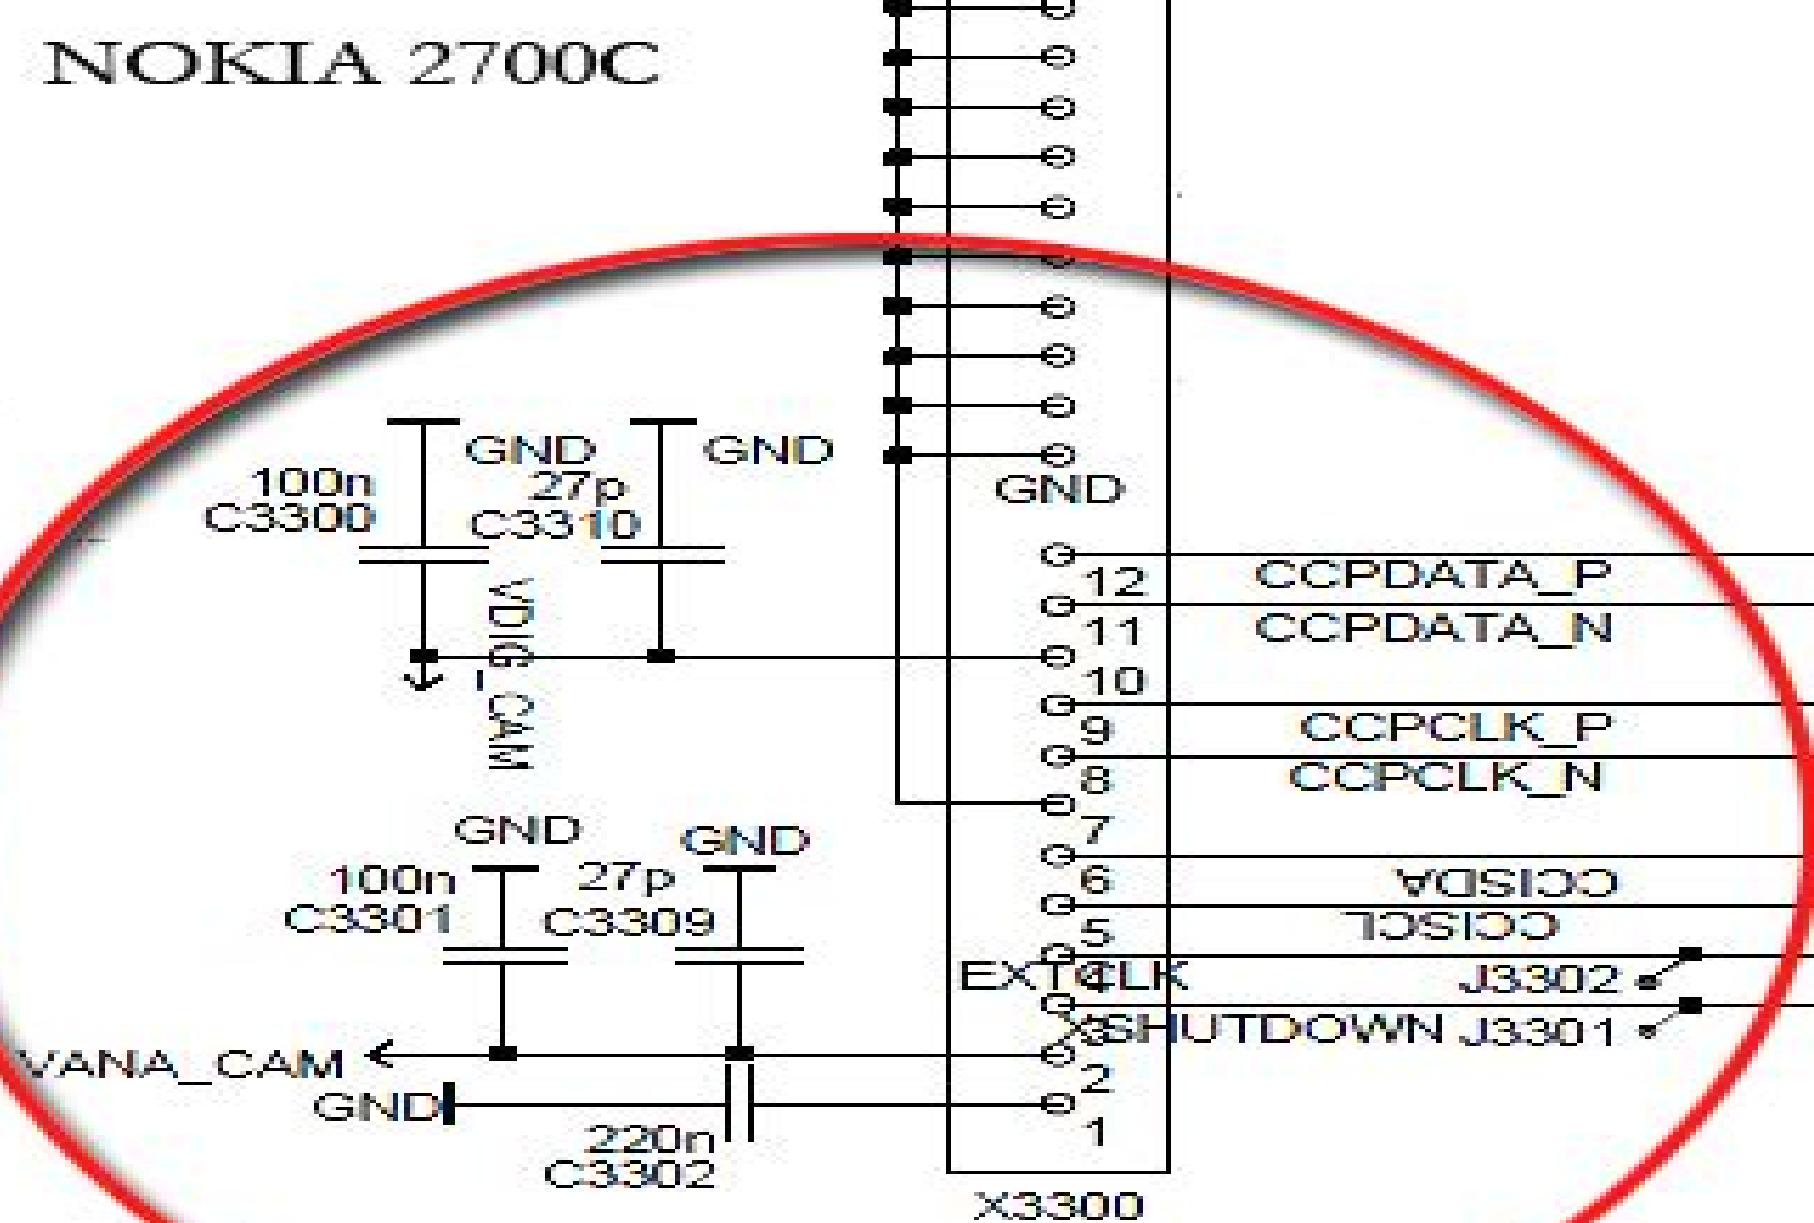 NOKIA 2700C
GND
GND
100n
27p
C3300
C3310
GND
12
CCPDATA_P
11
CCPDATA_N
VDIG_CAM
10
9
CCPCLK_P
8
CCPCLK_N
7
GND
GND
100n
27p
6
CCISDA
C3301
C3309
5
CCISCL
EXTCLK
4
J3302
3
XSHUTDOWN
J3301
VANA_CAM
2
GND
1
220n
C3302
X3300